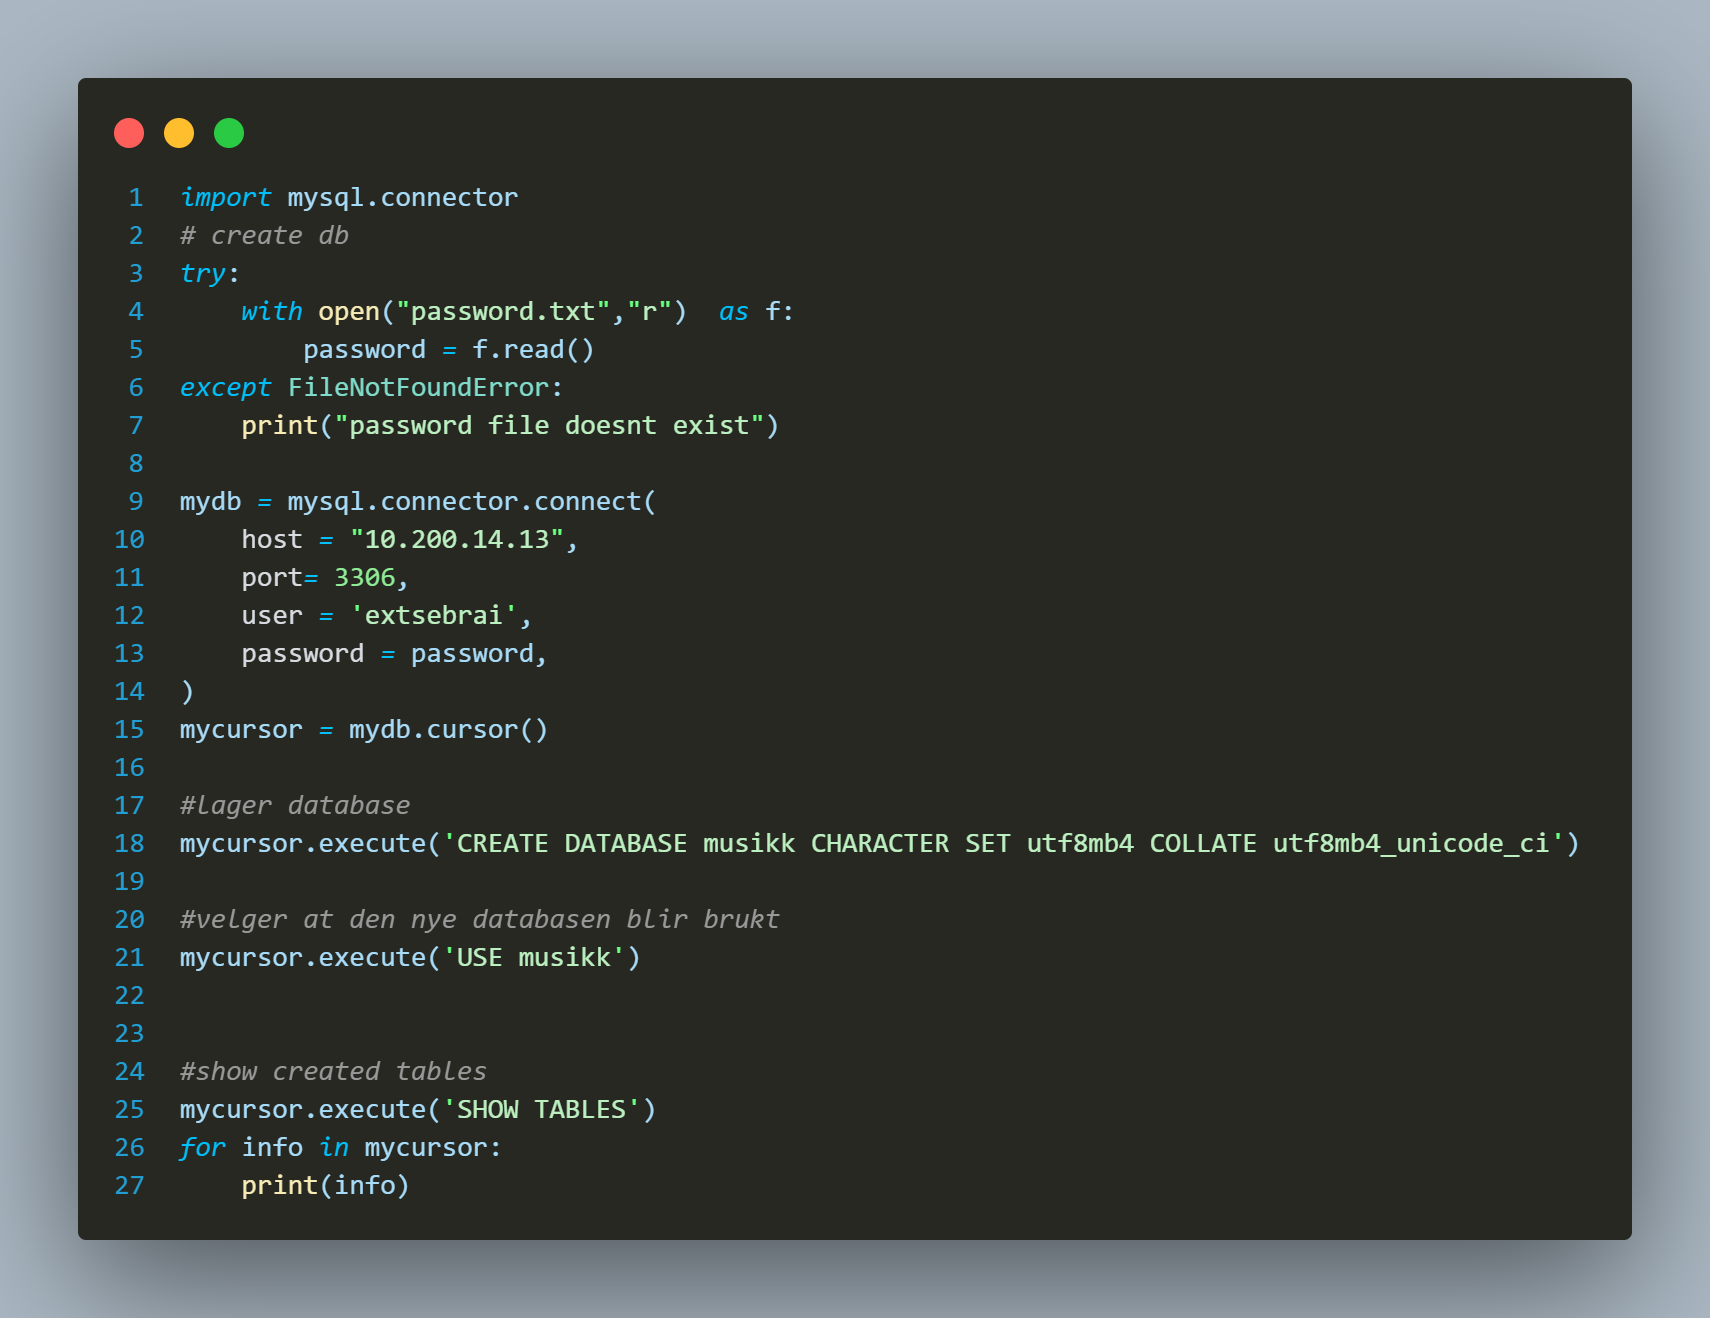 1 import mysql.connector
2 # create db
3 try:
4     with open("password.txt","r")  as f:
5         password = f.read()
6 except FileNotFoundError:
7     print("password file doesnt exist")
8
9 mydb = mysql.connector.connect(
10     host = "10.200.14.13",
11     port= 3306,
12     user = 'extsebrai',
13     password = password,
14 )
15 mycursor = mydb.cursor()
16
17 #lager database
18 mycursor.execute('CREATE DATABASE musikk CHARACTER SET utf8mb4 COLLATE utf8mb4_unicode_ci')
19
20 #velger at den nye databasen blir brukt
21 mycursor.execute('USE musikk')
22
23
24 #show created tables
25 mycursor.execute('SHOW TABLES')
26 for info in mycursor:
27     print(info)